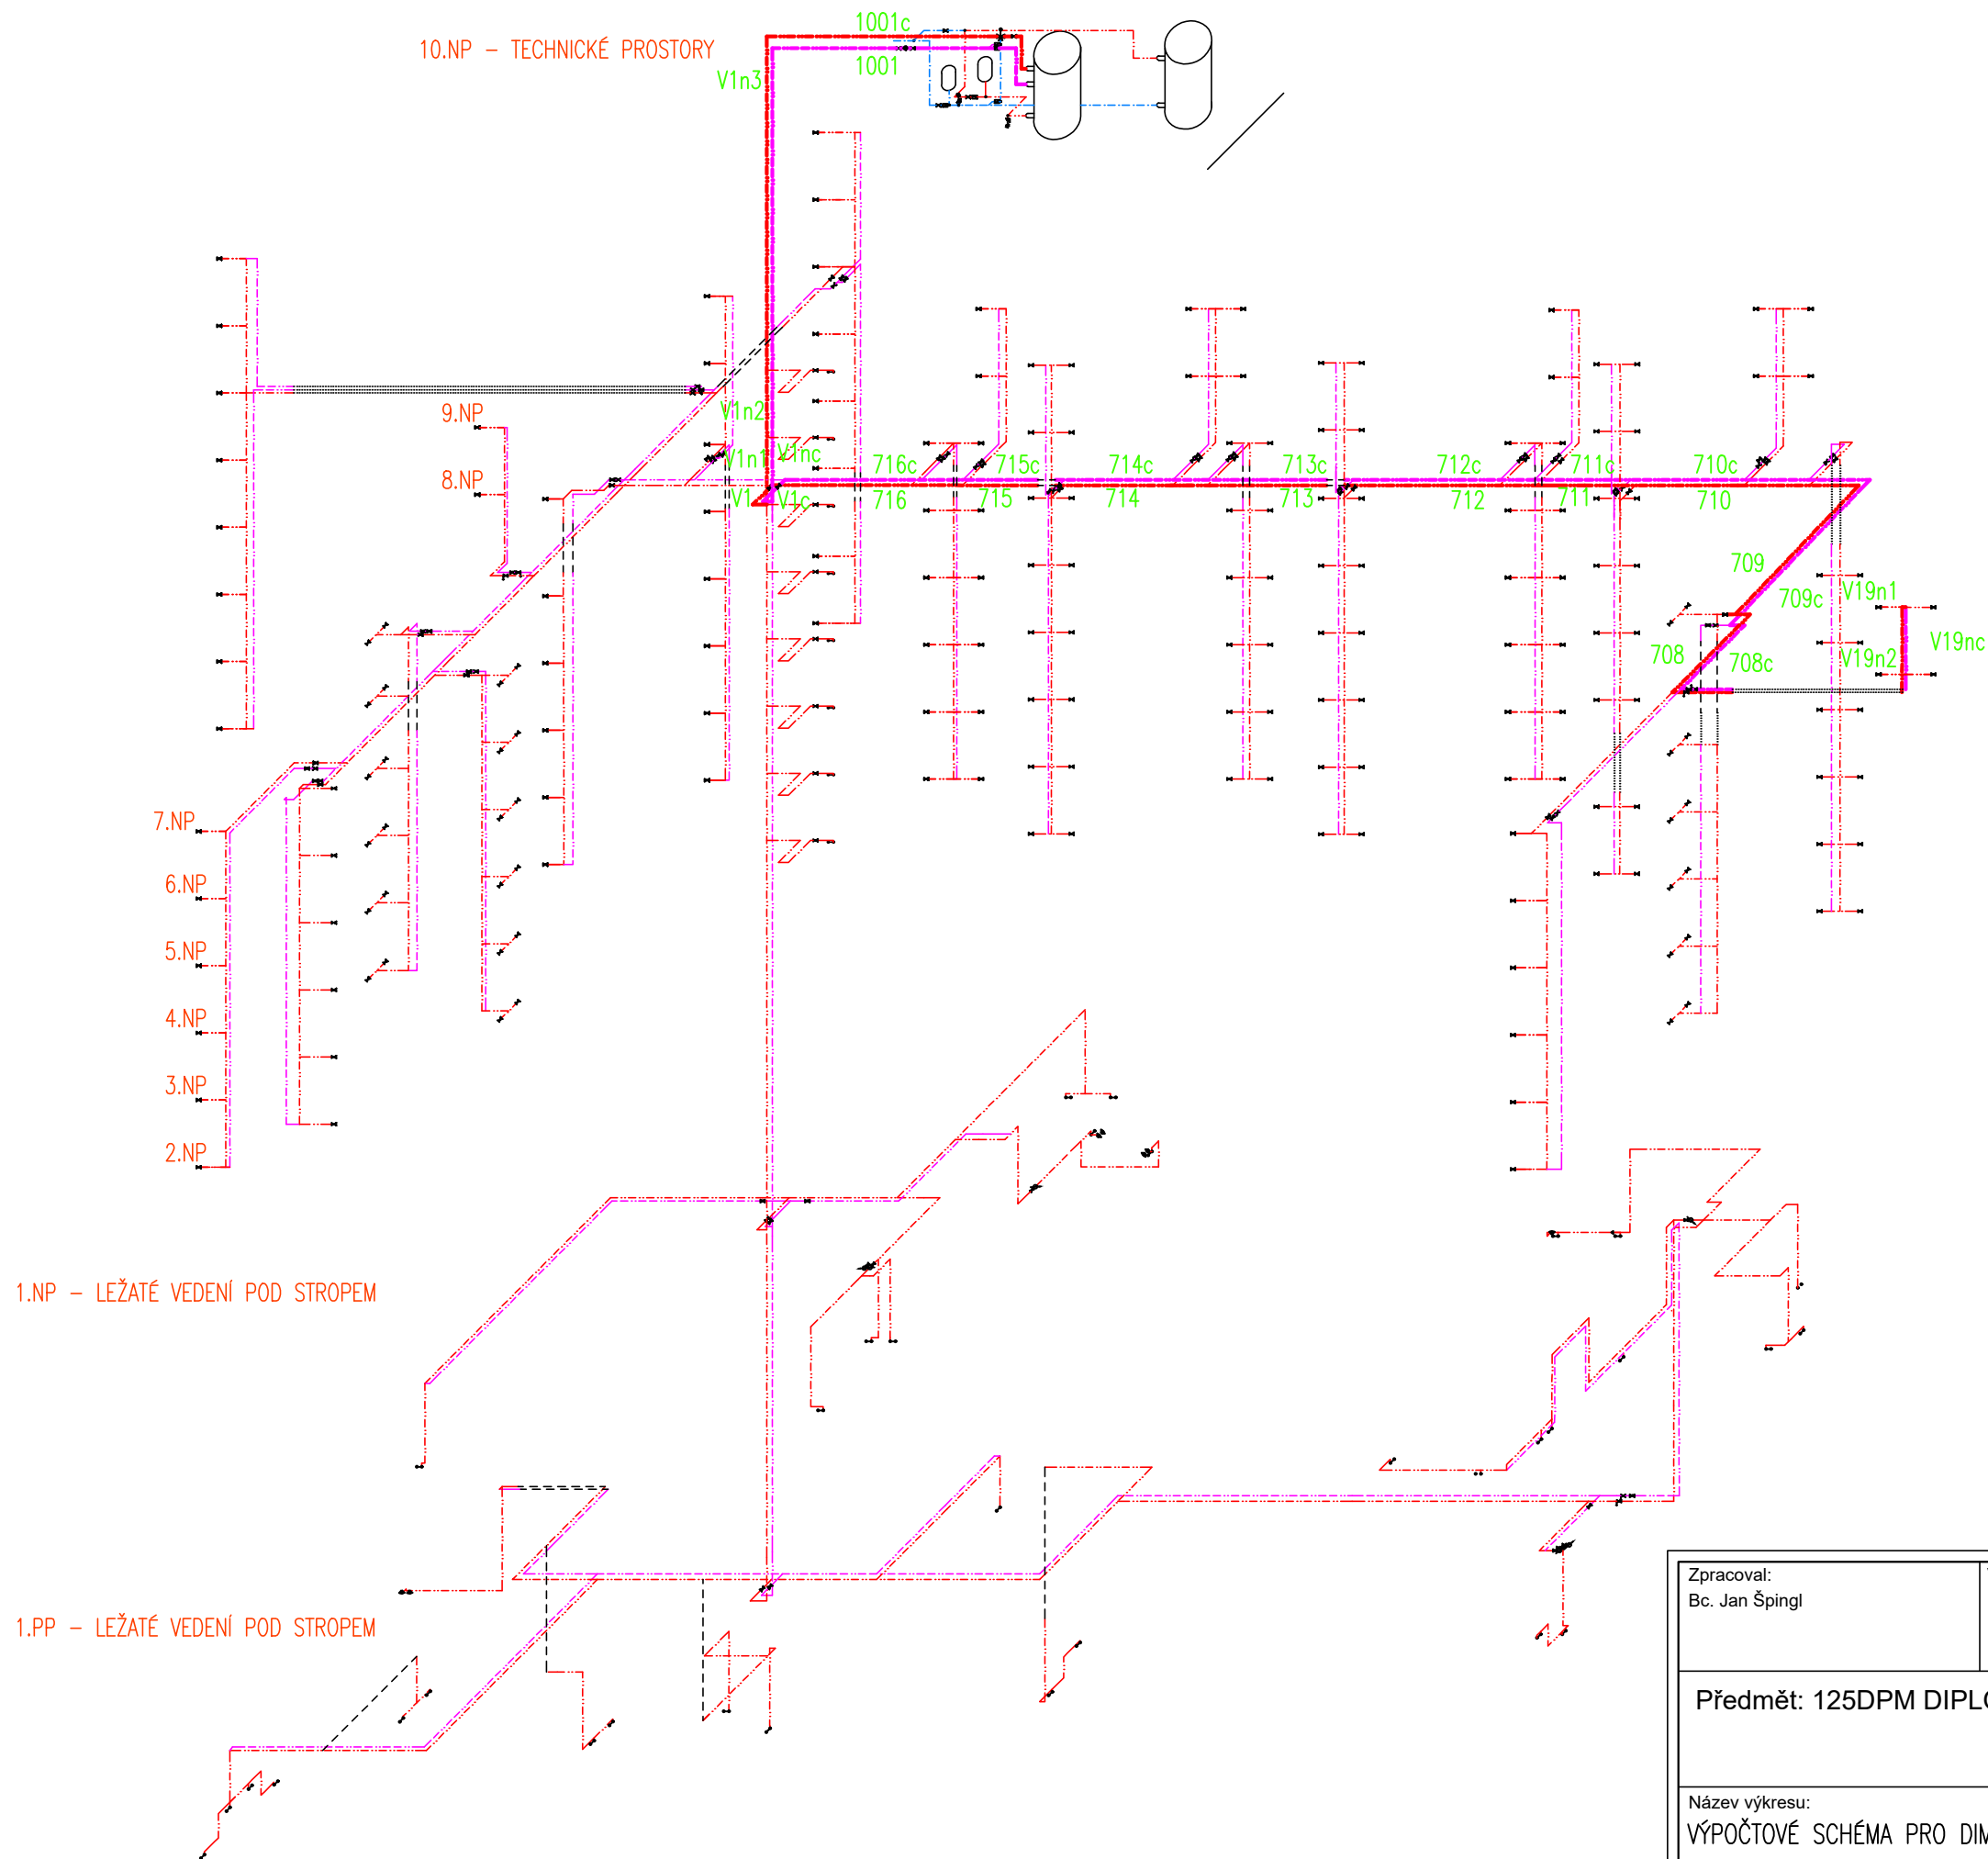 1001c
10.NP – TECHNICKÉ PROSTORY
1001
V1n3
9.NP
V1n2
8.NP
V1n1
V1nc
716c
715c
714c
713c
712c
711c
710c
V1
V1c
716
715
714
713
712
711
710
709
709c
V19n1
708
708c
V19n2
V19nc
7.NP
6.NP
5.NP
4.NP
3.NP
2.NP
1.NP – LEŽATÉ VEDENÍ POD STROPEM
1.PP – LEŽATÉ VEDENÍ POD STROPEM
Zpracoval:
Bc. Jan Špingl
Předmět: 125DPM DIPLO
Název výkresu:
VÝPOČTOVÉ SCHÉMA PRO DIM